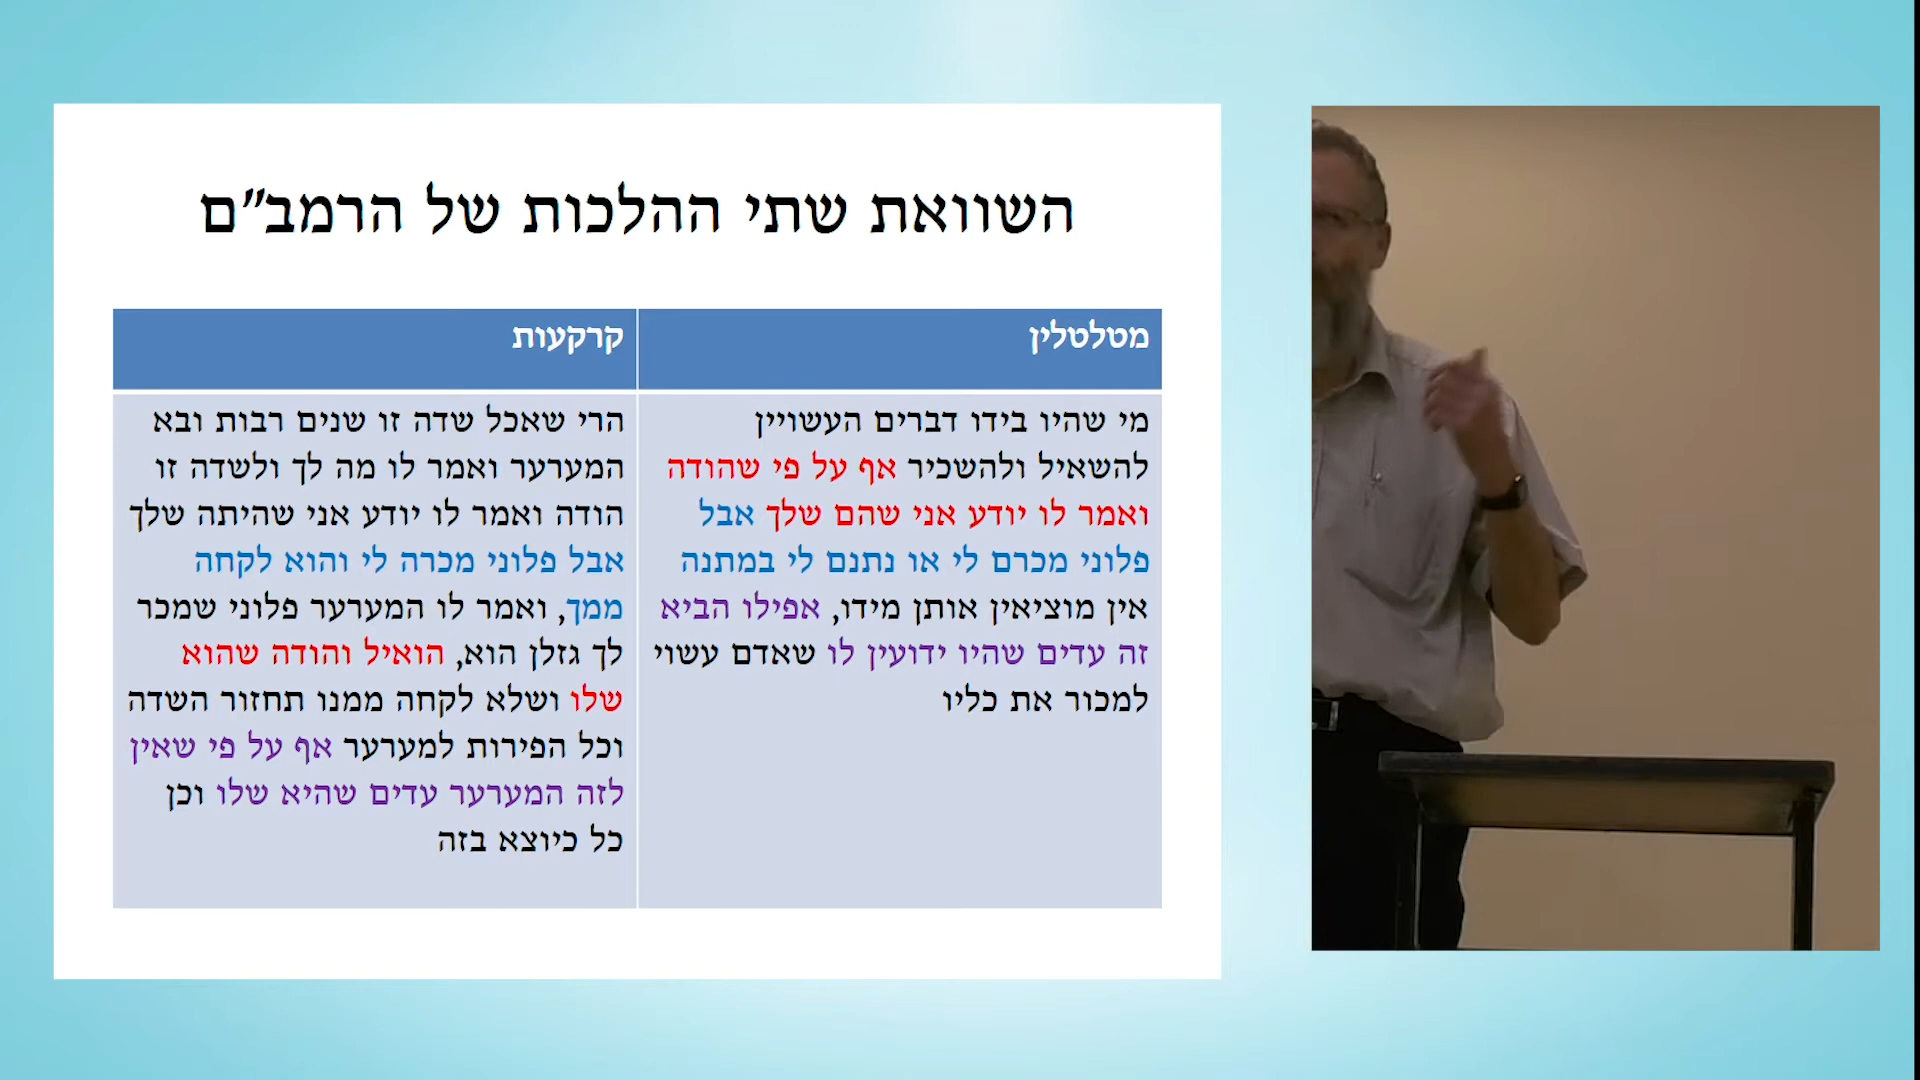 השוואת שתי ההלכות של הרמב"ם
מטלטלין
קרקעות
מי שהיו בידו דברים העשויין
להשאיל ולהשכיר אף על פי שהודה
ואמר לו יודע אני שהם שלך אבל
פלוני מכרם לי או נתנם לי במתנה
אין מוציאין אותן מידו, אפילו הביא
זה עדים שהיו ידועין לו שאדם עשוי
למכור את כליו
הרי שאכל שדה זו שנים רבות ובא
המערער ואמר לו מה לך ולשדה זו
הודה ואמר לו יודע אני שהיתה שלך
אבל פלוני מכרה לי והוא לקחה
ממך, ואמר לו המערער פלוני שמכר
לך גזלן הוא, הואיל והודה שהוא
שלו ושלא לקחה ממנו תחזור השדה
וכל הפירות למערער אף על פי שאין
לזה המערער עדים שהיא שלו וכן
כל כיוצא בזה